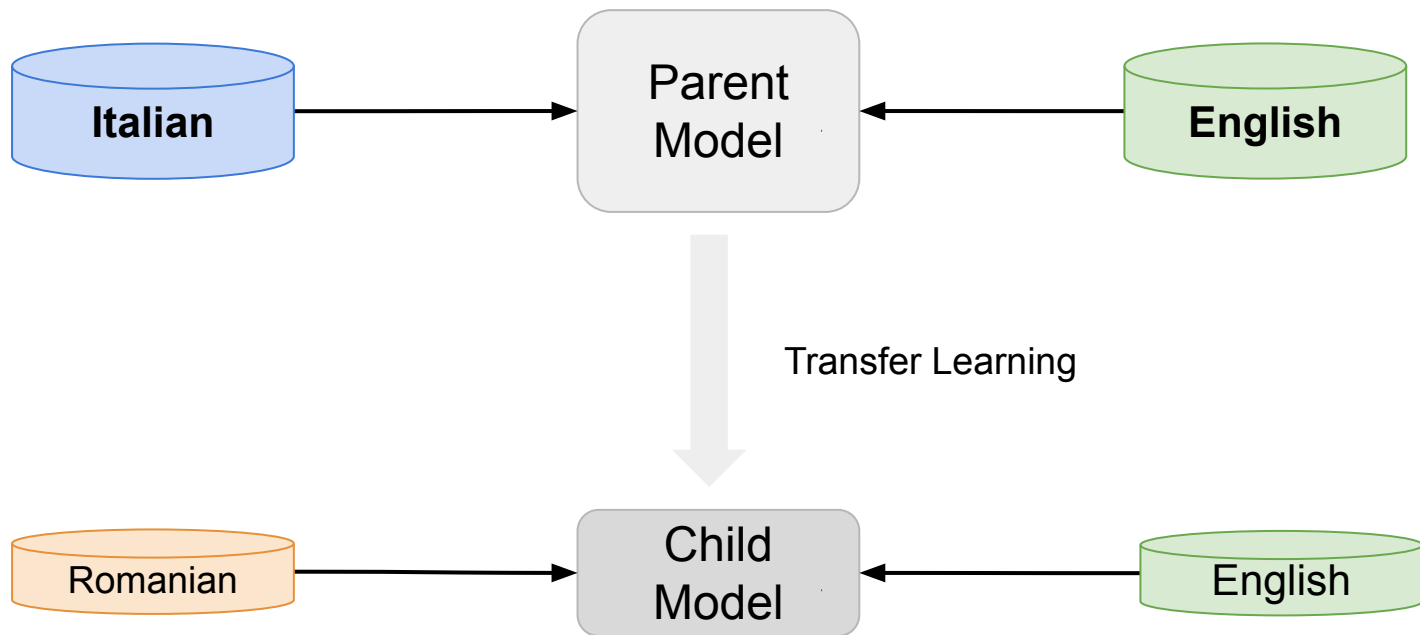 Italian
Parent
Model
English
Transfer Learning
Romanian
Child
Model
English